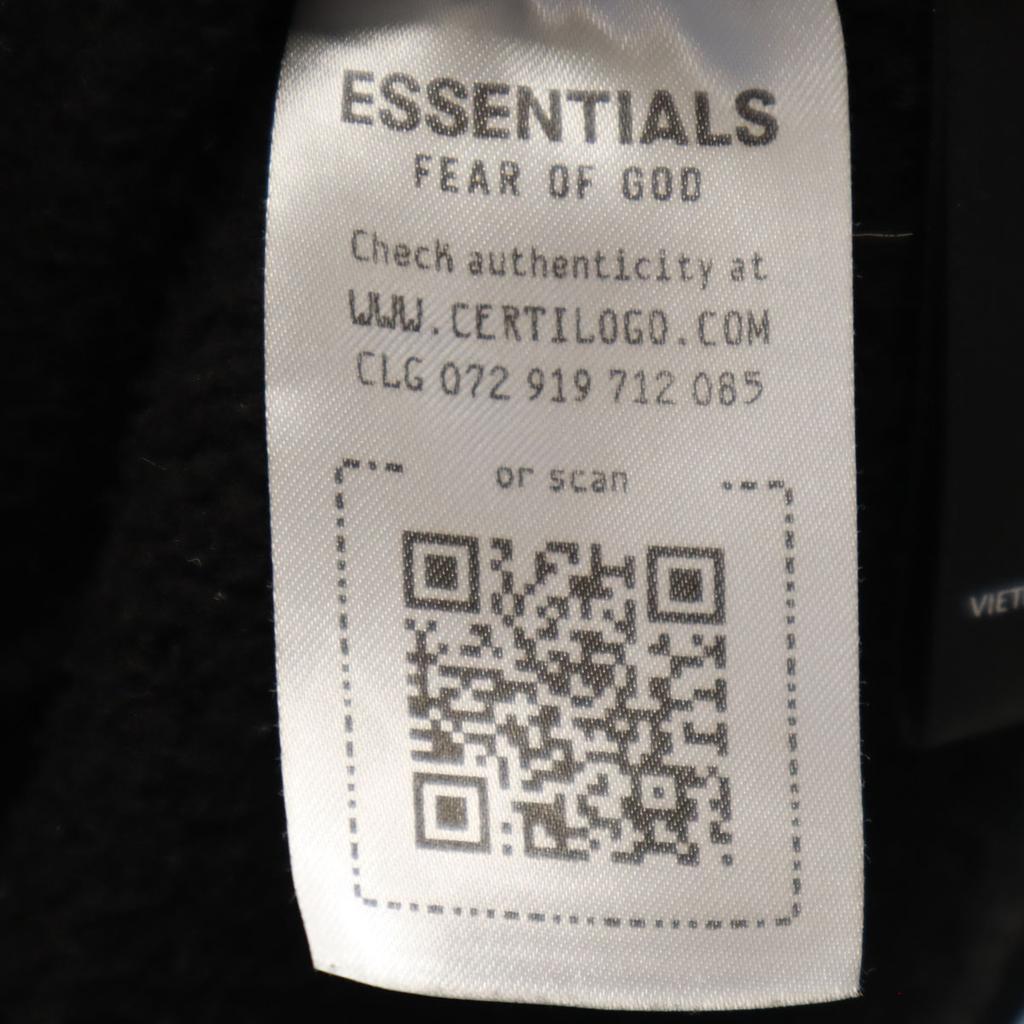 ESSENTIALS
FEAR OF GOD
Check authenticity at
WWW.CERTILOGO.COM
CLG 072 919 712 085
or scan